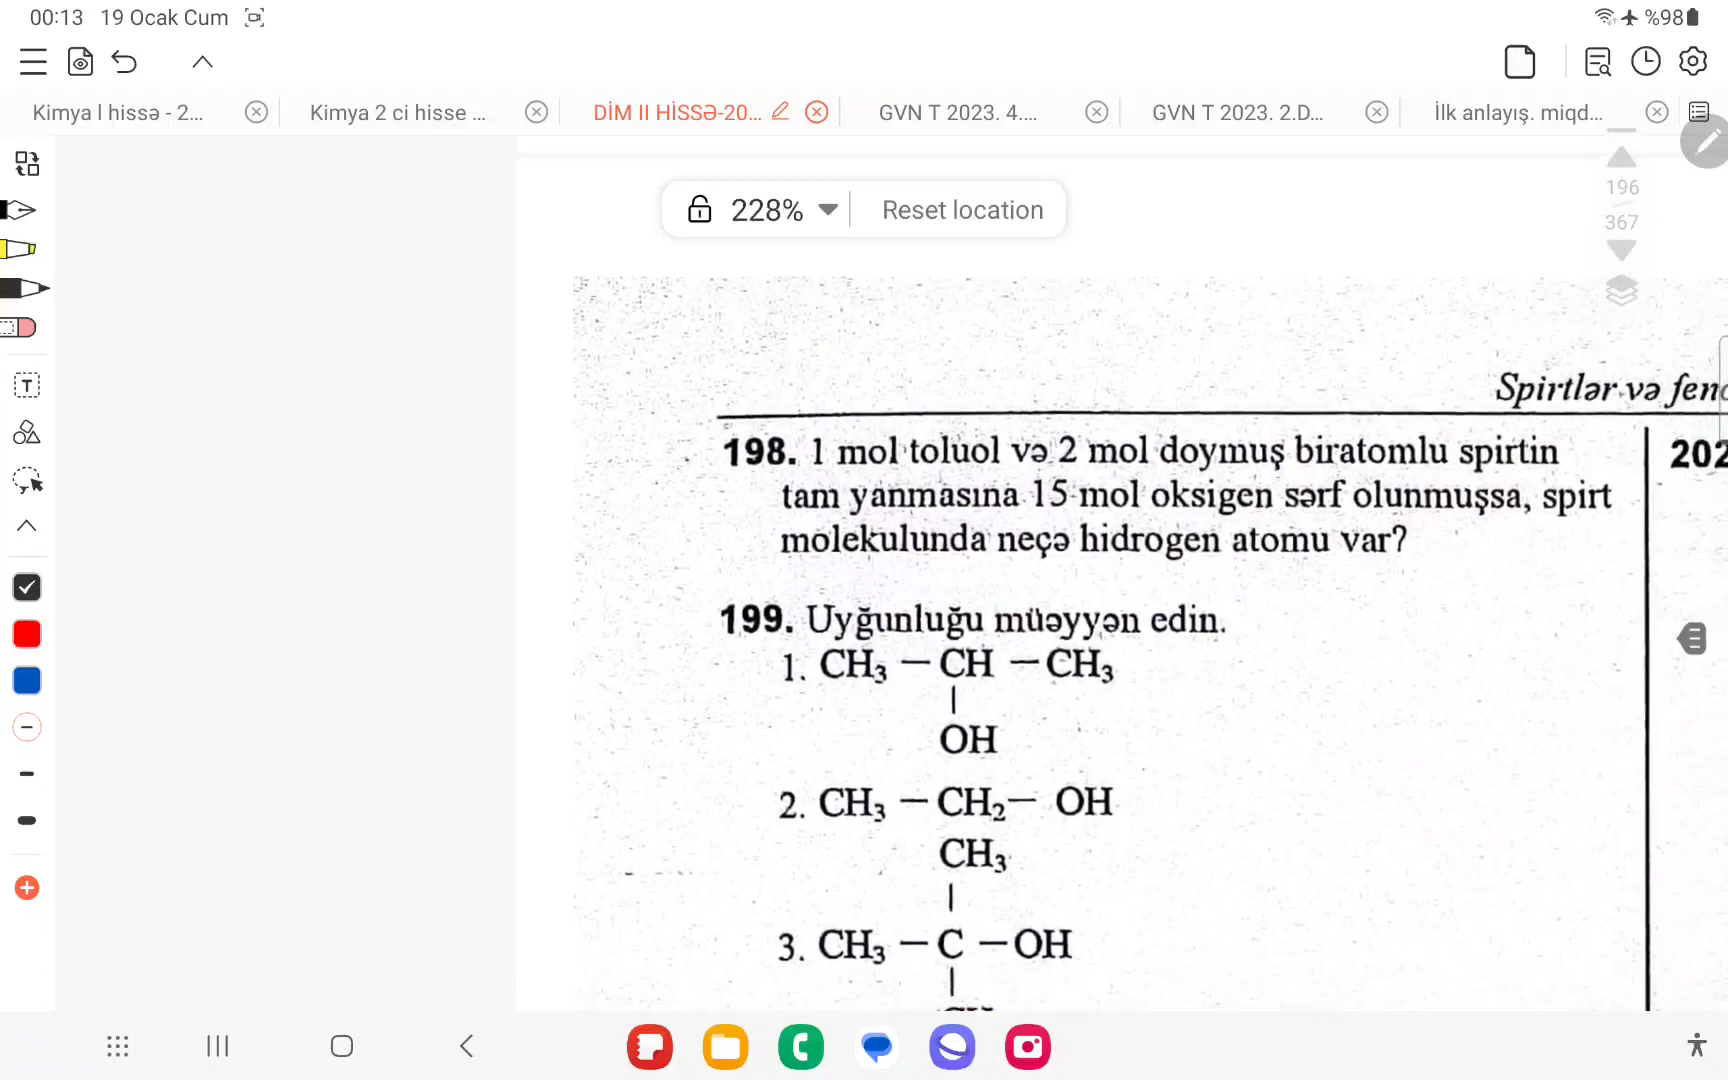 00:13 19 Ocak Cum
%98
Kimya I hissə - 2...
Kimya 2 ci hisse ...
DİM II HİSSƏ-20...
GVN T 2023. 4....
GVN T 2023. 2.D...
İlk anlayış. miqd...
196
367
228%
Reset location
T
Spirtlər və feno
198. 1 mol toluol və 2 mol doymuş biratomlu spirtin
tam yanmasına 15 mol oksigen sərf olunmuşsa, spirt
molekulunda neçə hidrogen atomu var?
202
199. Uyğunluğu müəyyən edin.
1. CH₃ — CH — CH₃
|
OH
2. CH₃ — CH₂— OH
CH₃
|
3. CH₃ — C — OH
|